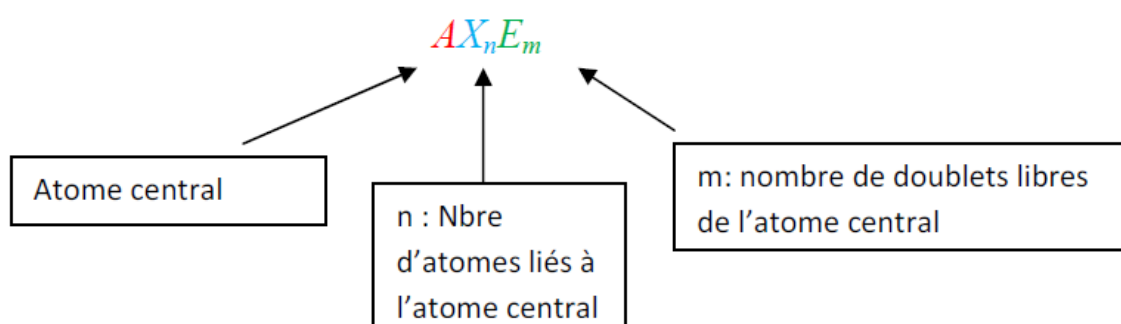 AXₙEₘ
Atome central
n : Nbre
d’atomes liés à
l’atome central
m: nombre de doublets libres
de l’atome central